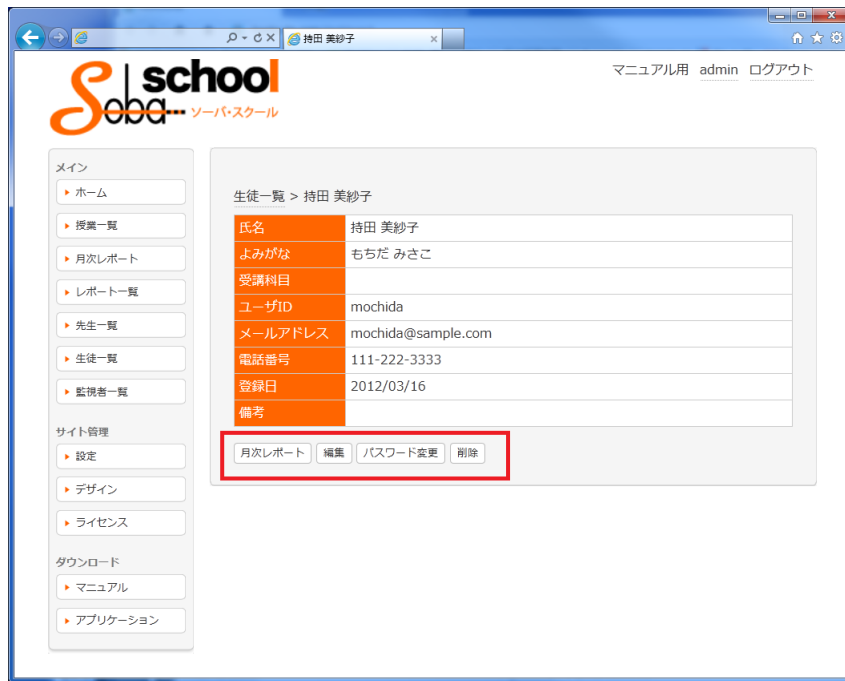 持田 美紗子
マニュアル用 admin ログアウト
Soba school
ソーバ・スクール
メイン
ホーム
授業一覧
月次レポート
レポート一覧
先生一覧
生徒一覧
監視者一覧
サイト管理
設定
デザイン
ライセンス
ダウンロード
マニュアル
アプリケーション
生徒一覧 > 持田 美紗子
氏名 持田 美紗子
よみがな もちだ みさこ
受講科目
ユーザID mochida
メールアドレス mochida@sample.com
電話番号 111-222-3333
登録日 2012/03/16
備考
月次レポート 編集 パスワード変更 削除